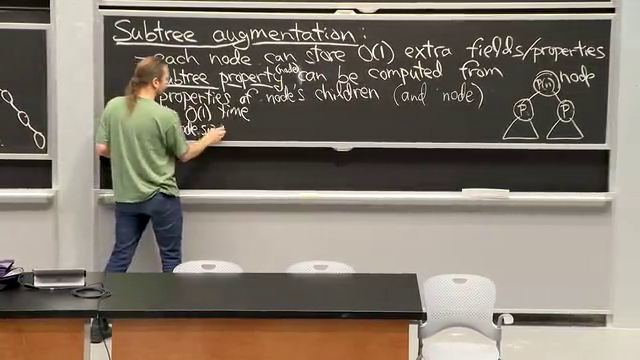 Subtree augmentation:
- each node can store O(1) extra fields/properties
- subtree property(node) can be computed from
properties of node's children (and node)
O(1) time
node
P(n)
P
P